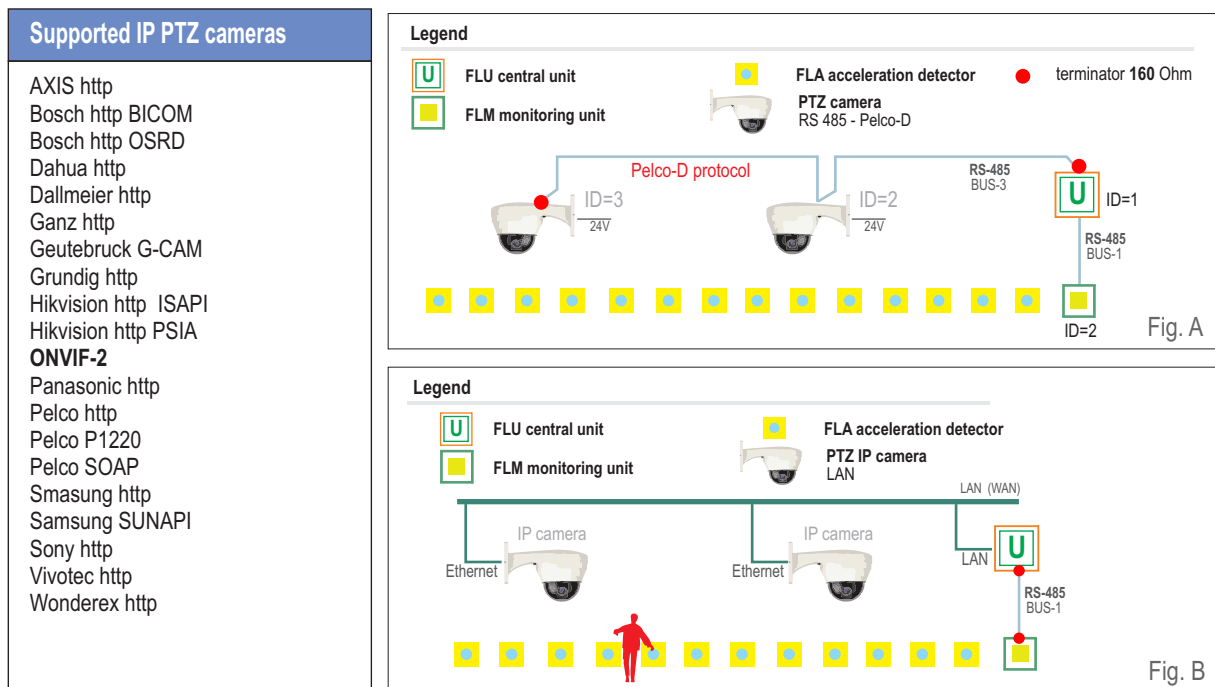 Supported IP PTZ cameras
AXIS http
Bosch http BICOM
Bosch http OSRD
Dahua http
Dallmeier http
Ganz http
Geutebruck G-CAM
Grundig http
Hikvision http  ISAPI
Hikvision http PSIA
ONVIF-2
Panasonic http
Pelco http
Pelco P1220
Pelco SOAP
Smasung http
Samsung SUNAPI
Sony http
Vivotec http
Wonderex http
Legend
U FLU central unit
FLA acceleration detector
terminator 160 Ohm
FLM monitoring unit
PTZ camera
RS 485 - Pelco-D
Pelco-D protocol
RS-485
BUS-3
ID=3
24V
ID=2
24V
U ID=1
RS-485
BUS-1
ID=2
Fig. A
Legend
U FLU central unit
FLA acceleration detector
FLM monitoring unit
PTZ IP camera
LAN
LAN (WAN)
IP camera
Ethernet
IP camera
Ethernet
LAN
U
RS-485
BUS-1
Fig. B